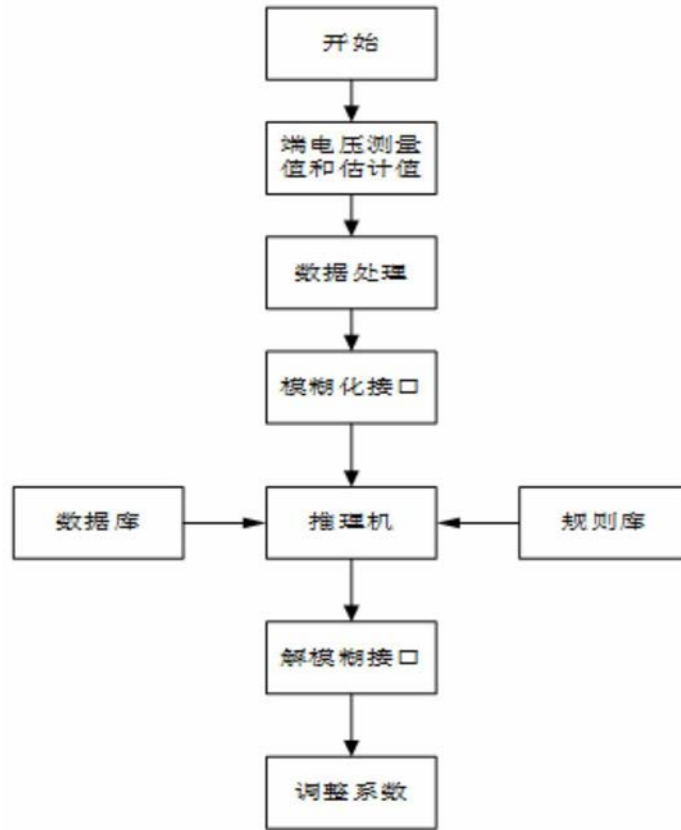 开始
端电压测量
值和估计值
数据处理
模糊化接口
数据库
推理机
规则库
解模糊接口
调整系数